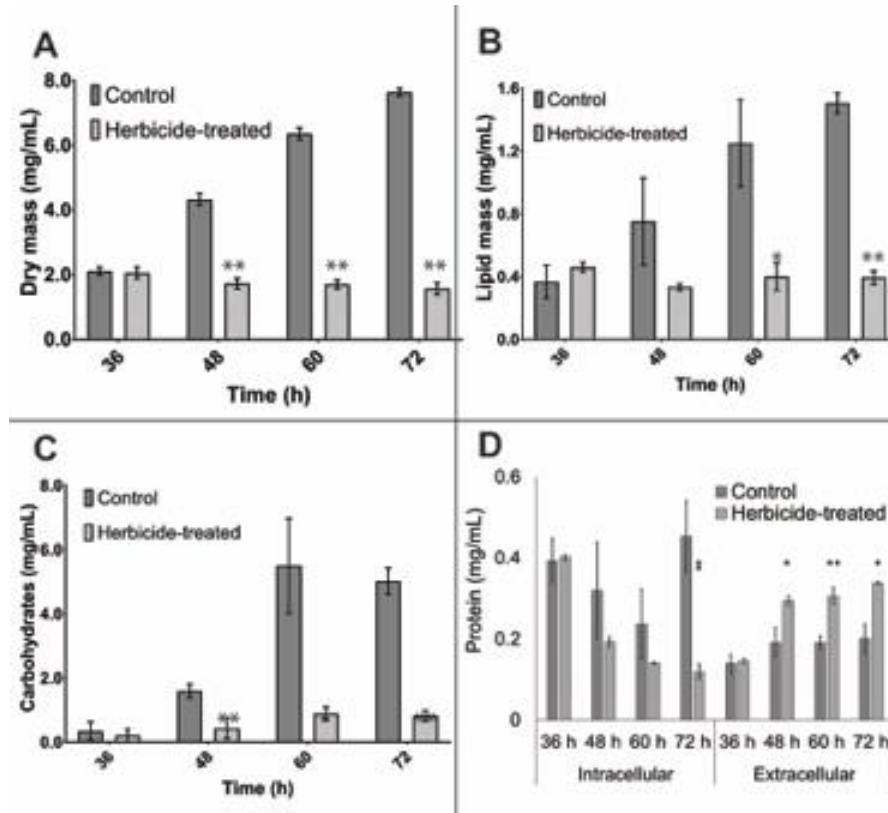 A
8.0
Control
Herbicide-treated
6.0
4.0
2.0
0.0
**
**
**
Dry mass (mg/mL)
36
48
60
72
Time (h)
B
1.6
Control
Herbicide-treated
1.2
0.8
0.4
0.0
*
**
Lipid mass (mg/mL)
36
48
60
72
Time (h)
C
8.0
Control
Herbicide-treated
6.0
4.0
2.0
0.0
**
Carbohydrates (mg/mL)
36
48
60
72
Time (h)
D
0.6
Control
Herbicide-treated
0.4
0.2
0
*
**
*
Protein (mg/mL)
36 h 48 h 60 h 72 h 36 h 48 h 60 h 72 h
Intracellular Extracellular